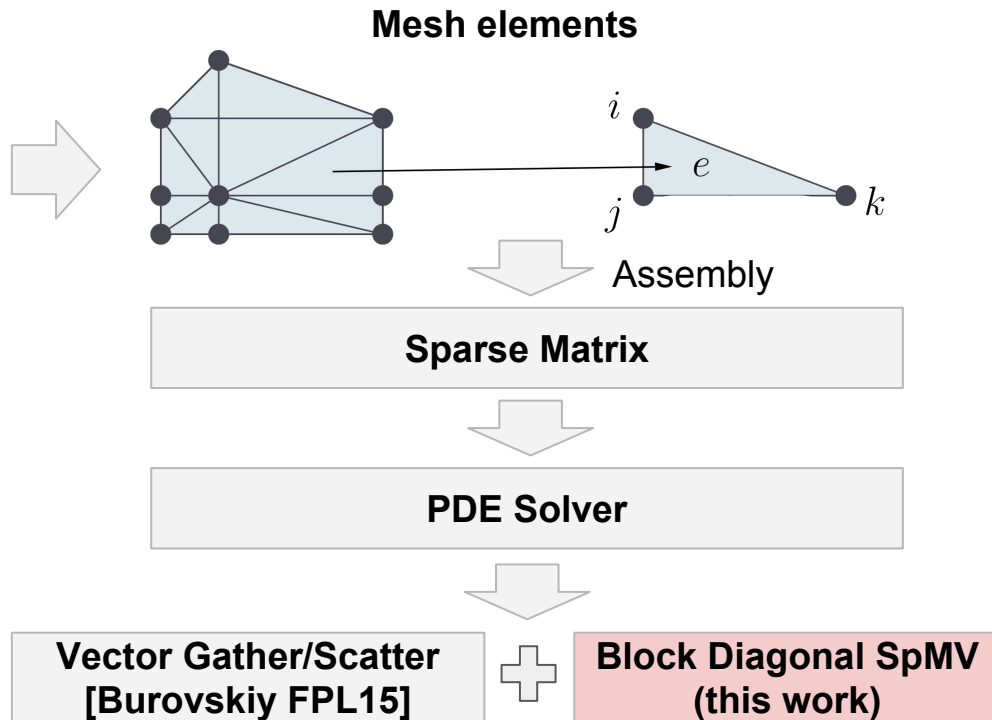 Mesh elements
i
e
j
k
Assembly
Sparse Matrix
PDE Solver
Vector Gather/Scatter
[Burovskiy FPL15]
Block Diagonal SpMV
(this work)